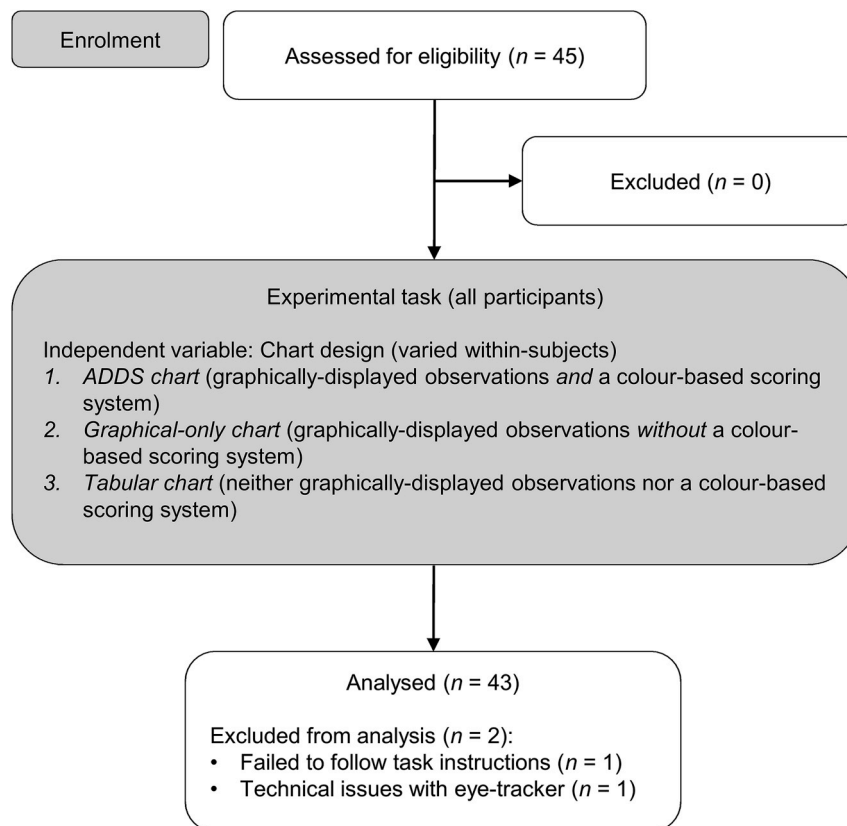 Enrolment
Assessed for eligibility (n = 45)
Excluded (n = 0)
Experimental task (all participants)
Independent variable: Chart design (varied within-subjects)
1. ADDS chart (graphically-displayed observations and a colour-based scoring
system)
2. Graphical-only chart (graphically-displayed observations without a colour-
based scoring system)
3. Tabular chart (neither graphically-displayed observations nor a colour-based
scoring system)
Analysed (n = 43)
Excluded from analysis (n = 2):
• Failed to follow task instructions (n = 1)
• Technical issues with eye-tracker (n = 1)